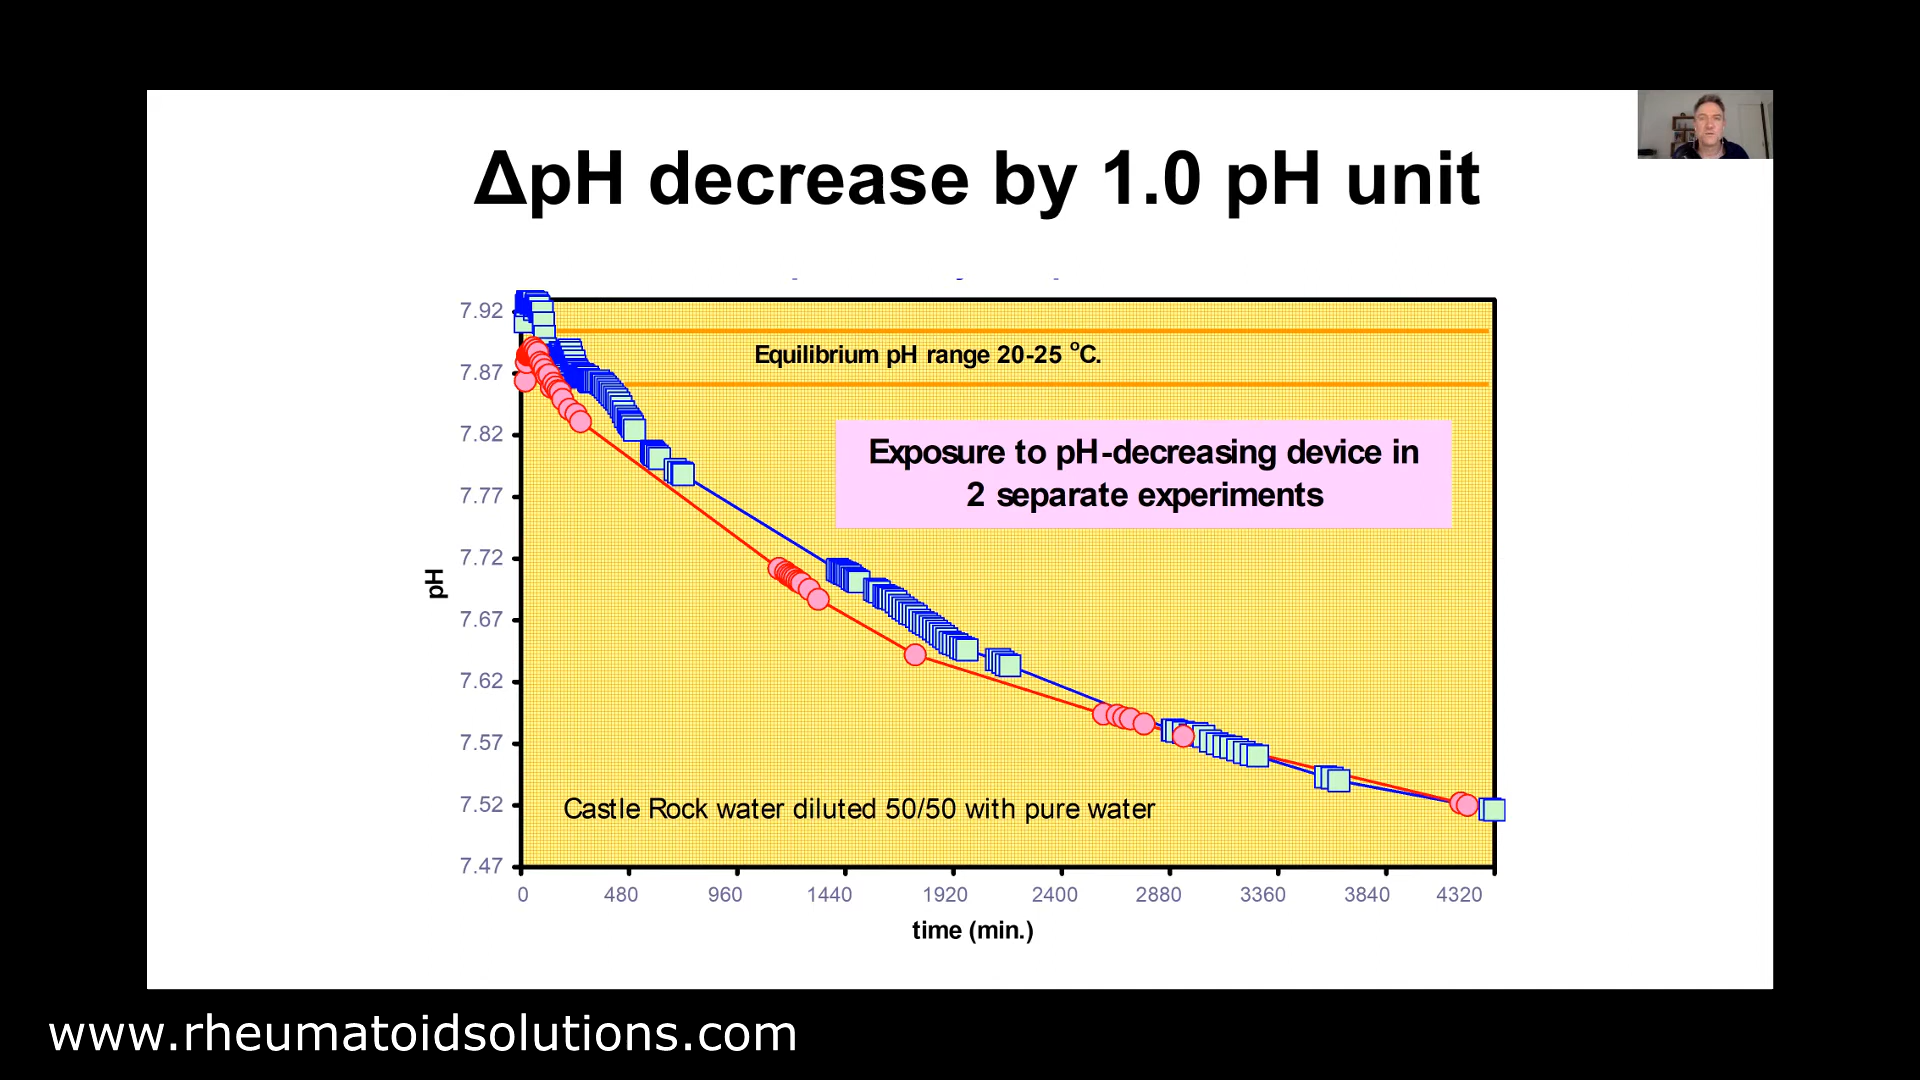 ΔpH decrease by 1.0 pH unit
7.92
7.87
7.82
7.77
7.72
7.67
7.62
7.57
7.52
7.47
pH
Equilibrium pH range 20-25 °C.
Exposure to pH-decreasing device in
2 separate experiments
Castle Rock water diluted 50/50 with pure water
0 480 960 1440 1920 2400 2880 3360 3840 4320
time (min.)
www.rheumatoidsolutions.com